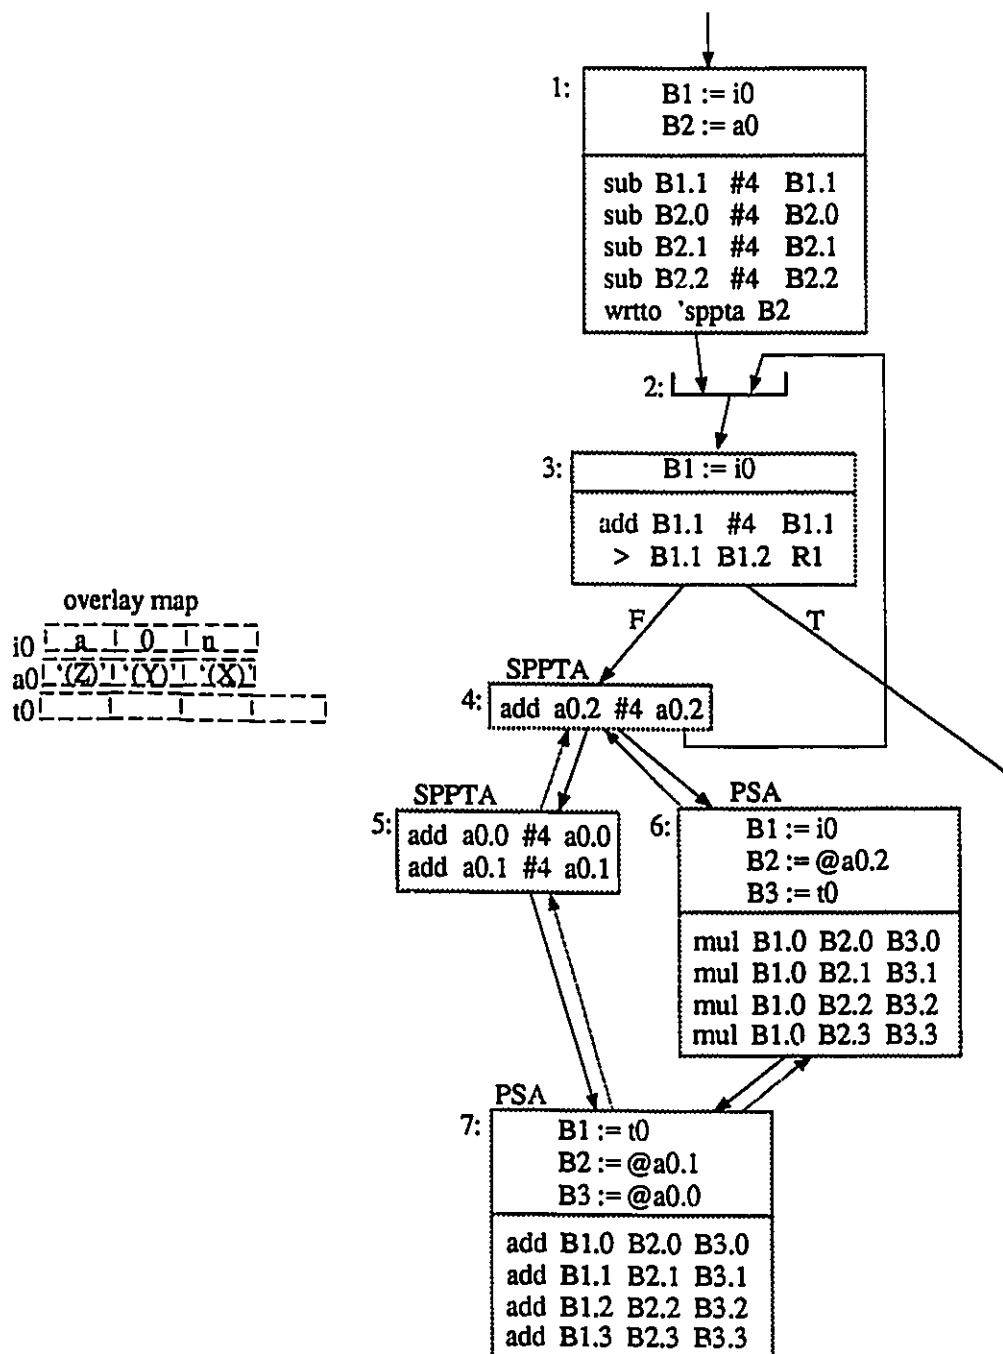 1:
B1 := i0
B2 := a0
sub B1.1 #4 B1.1
sub B2.0 #4 B2.0
sub B2.1 #4 B2.1
sub B2.2 #4 B2.2
wrtto 'sppta B2
2:
3:
B1 := i0
add B1.1 #4 B1.1
> B1.1 B1.2 R1
F T
overlay map
i0 a 0 n
a0 '(Z)' '(Y)' '(X)'
t0
SPPTA
4: add a0.2 #4 a0.2
SPPTA
5: add a0.0 #4 a0.0
add a0.1 #4 a0.1
PSA
6: B1 := i0
B2 := @a0.2
B3 := t0
mul B1.0 B2.0 B3.0
mul B1.0 B2.1 B3.1
mul B1.0 B2.2 B3.2
mul B1.0 B2.3 B3.3
PSA
7: B1 := t0
B2 := @a0.1
B3 := @a0.0
add B1.0 B2.0 B3.0
add B1.1 B2.1 B3.1
add B1.2 B2.2 B3.2
add B1.3 B2.3 B3.3